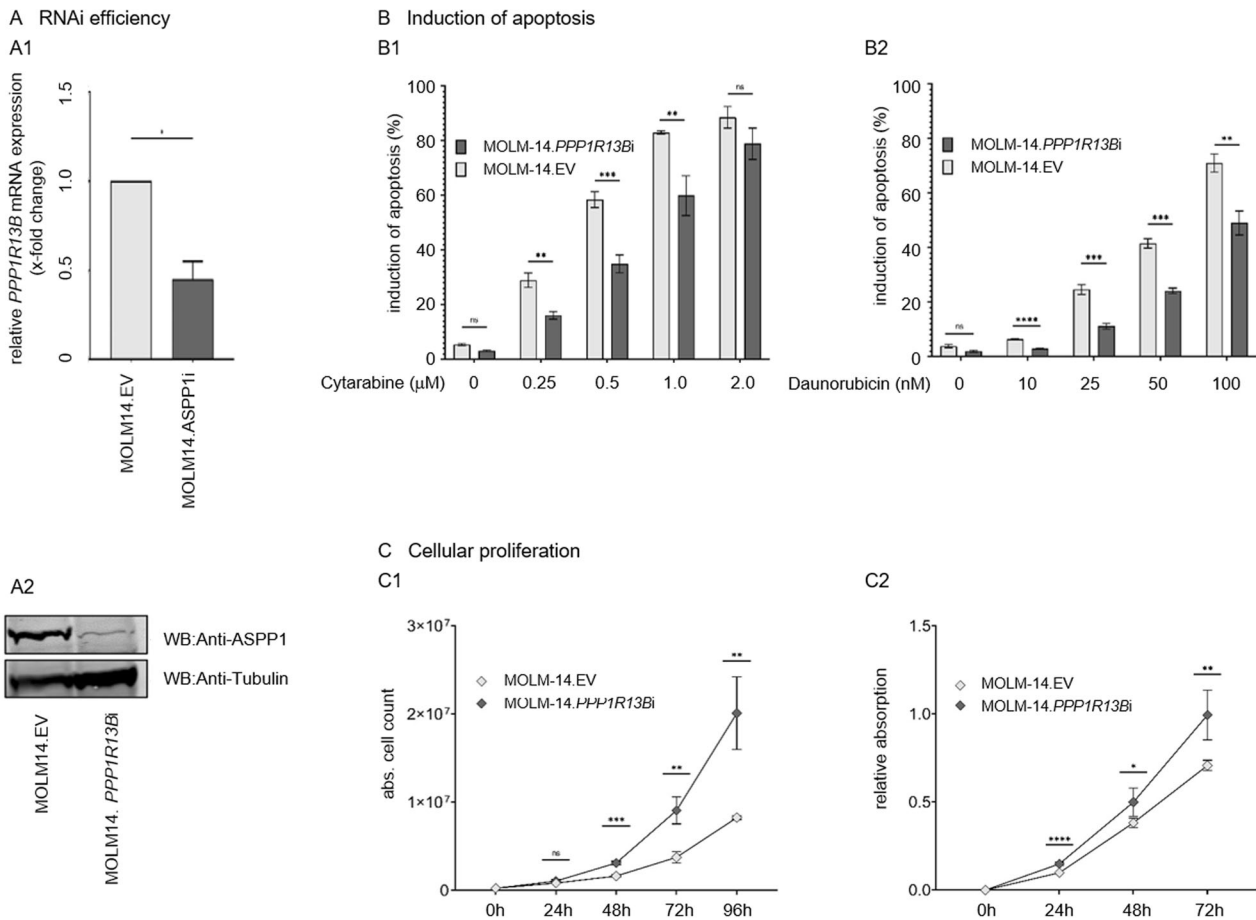 A RNAi efficiency
A1
relative PPP1R13B mRNA expression
(x-fold change)
1.5
1.0
0.5
0
*
MOLM14.EV
MOLM14.ASPP1i
A2
WB:Anti-ASPP1
WB:Anti-Tubulin
MOLM14.EV
MOLM14. PPP1R13Bi
B Induction of apoptosis
B1
induction of apoptosis (%)
100
80
60
40
20
0
MOLM-14.PPP1R13Bi
MOLM-14.EV
ns
**
***
**
ns
Cytarabine (μM) 0 0.25 0.5 1.0 2.0
B2
induction of apoptosis (%)
100
80
60
40
20
0
MOLM-14.PPP1R13Bi
MOLM-14.EV
ns
****
***
***
**
Daunorubicin (nM) 0 10 25 50 100
C Cellular proliferation
C1
abs. cell count
3×10⁷
2×10⁷
1×10⁷
0
MOLM-14.EV
MOLM-14.PPP1R13Bi
ns
***
**
**
0h 24h 48h 72h 96h
C2
relative absorption
1.5
1.0
0.5
0.0
MOLM-14.EV
MOLM-14.PPP1R13Bi
****
*
**
0h 24h 48h 72h